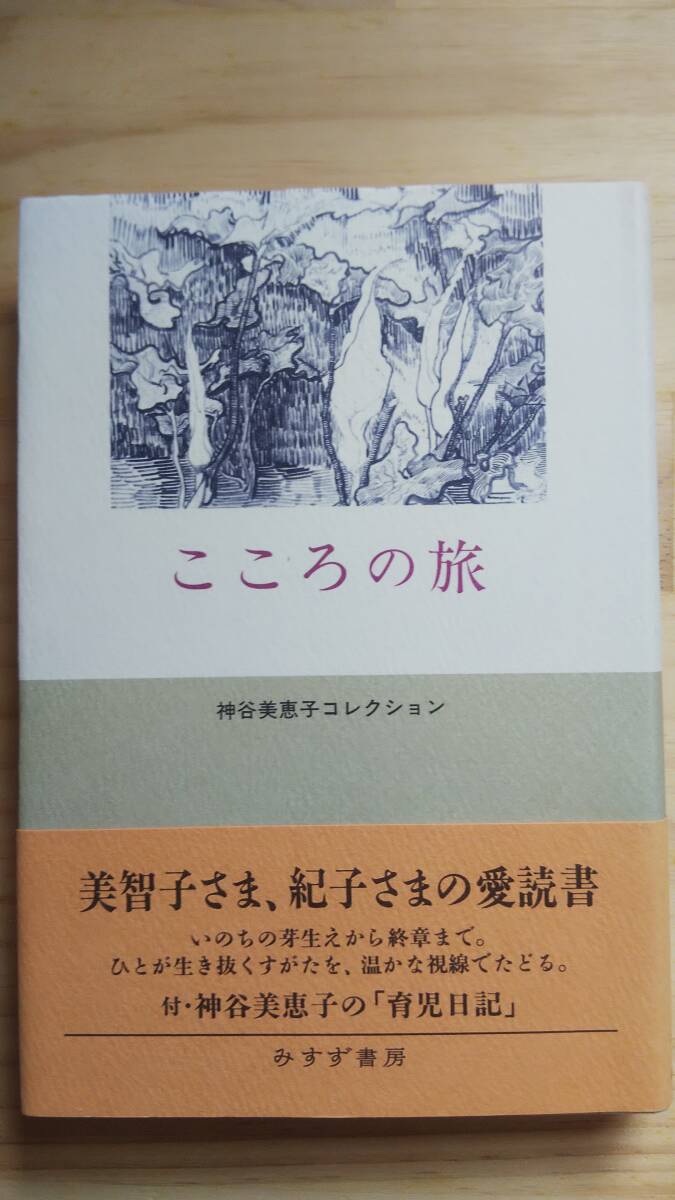 こころの旅
神谷美恵子コレクション
美智子さま、紀子さまの愛読書
いのちの芽生えから終章まで。
ひとが生き抜くすがたを、温かな視線でたどる。
付・神谷美恵子の「育児日記」
みすず書房